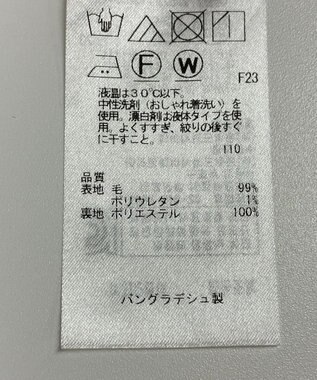 F W
F23
液温は30℃以下。
中性洗剤(おしゃれ着洗い)を
使用。漂白剤は液体タイプを使
用。よくすすぎ、絞りの後すぐ
に干すこと。
110
品質
表地 毛 99%
ポリウレタン 1%
裏地 ポリエステル 100%
バングラデシュ製